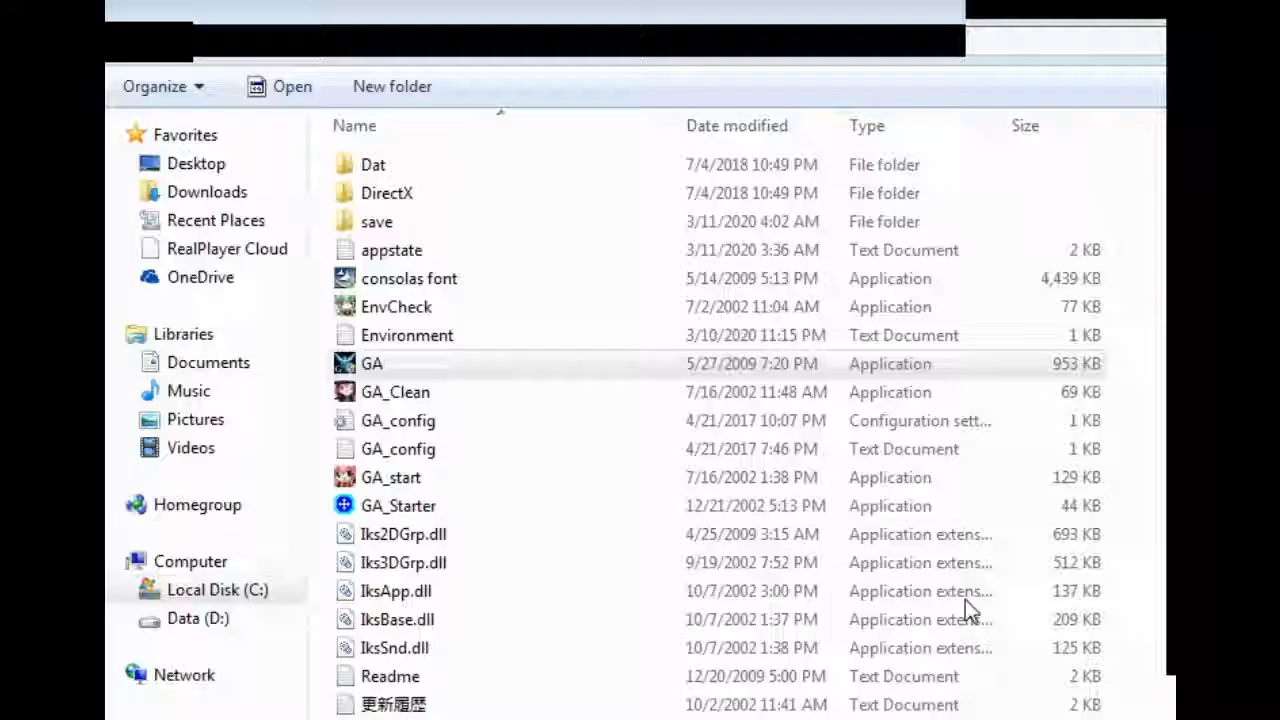 Organize Open New folder
Name Date modified Type Size
Favorites
Desktop
Downloads
Recent Places
RealPlayer Cloud
OneDrive
Libraries
Documents
Music
Pictures
Videos
Homegroup
Computer
Local Disk (C:)
Data (D:)
Network
Dat 7/4/2018 10:49 PM File folder
DirectX 7/4/2018 10:49 PM File folder
save 3/11/2020 4:02 AM File folder
appstate 3/11/2020 3:36 AM Text Document 2 KB
consolas font 5/14/2009 5:13 PM Application 4,439 KB
EnvCheck 7/2/2002 11:04 AM Application 77 KB
Environment 3/10/2020 11:15 PM Text Document 1 KB
GA 5/27/2009 7:20 PM Application 953 KB
GA_Clean 7/16/2002 11:48 AM Application 69 KB
GA_config 4/21/2017 10:07 PM Configuration sett... 1 KB
GA_config 4/21/2017 7:46 PM Text Document 1 KB
GA_start 7/16/2002 1:38 PM Application 129 KB
GA_Starter 12/21/2002 5:13 PM Application 44 KB
Iks2DGrp.dll 4/25/2009 3:15 AM Application extens... 693 KB
Iks3DGrp.dll 9/19/2002 7:52 PM Application extens... 512 KB
IksApp.dll 10/7/2002 3:00 PM Application extens... 137 KB
IksBase.dll 10/7/2002 1:37 PM Application extens... 209 KB
IksSnd.dll 10/7/2002 1:38 PM Application extens... 125 KB
Readme 12/20/2009 5:00 PM Text Document 2 KB
更新履歴 10/2/2002 11:41 AM Text Document 2 KB